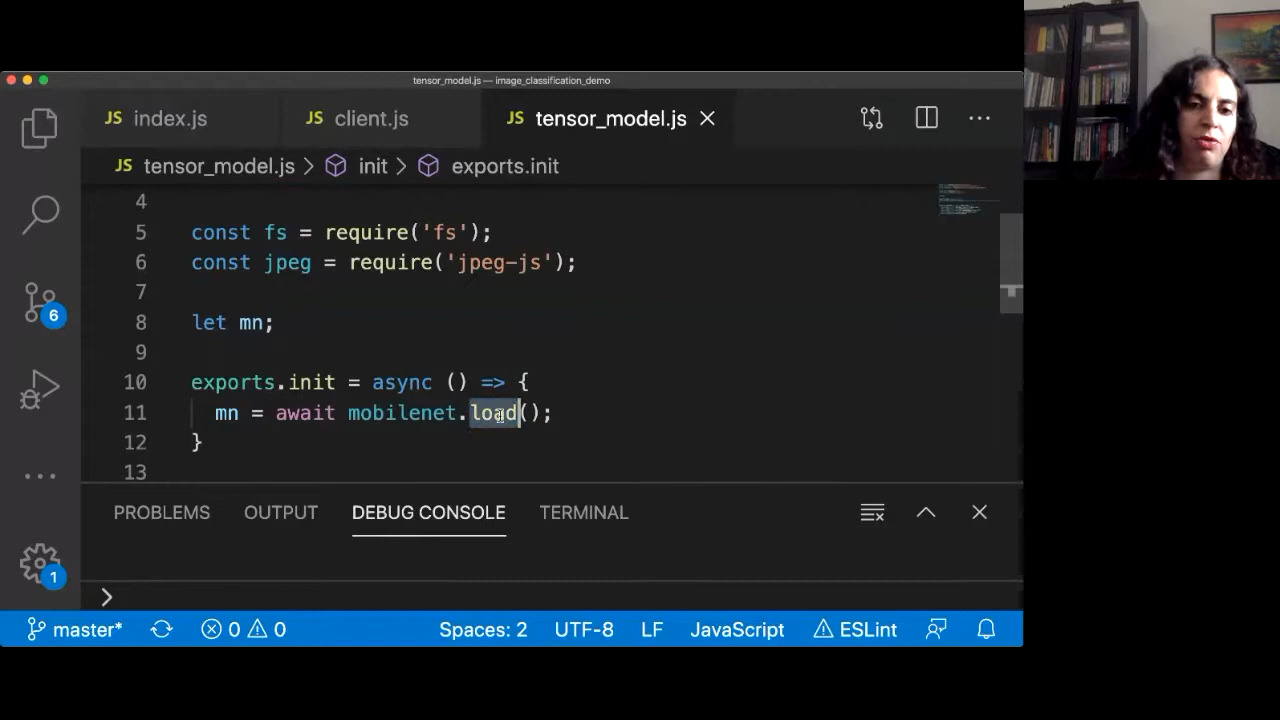 tensor_model.js — image_classification_demo
JS index.js JS client.js JS tensor_model.js
JS tensor_model.js > init > exports.init
4
5 const fs = require('fs');
6 const jpeg = require('jpeg-js');
7
8 let mn;
9
10 exports.init = async () => {
11 mn = await mobilenet.load();
12 }
13
6
1
PROBLEMS OUTPUT DEBUG CONSOLE TERMINAL
master* 0 0 Spaces: 2 UTF-8 LF JavaScript ESLint